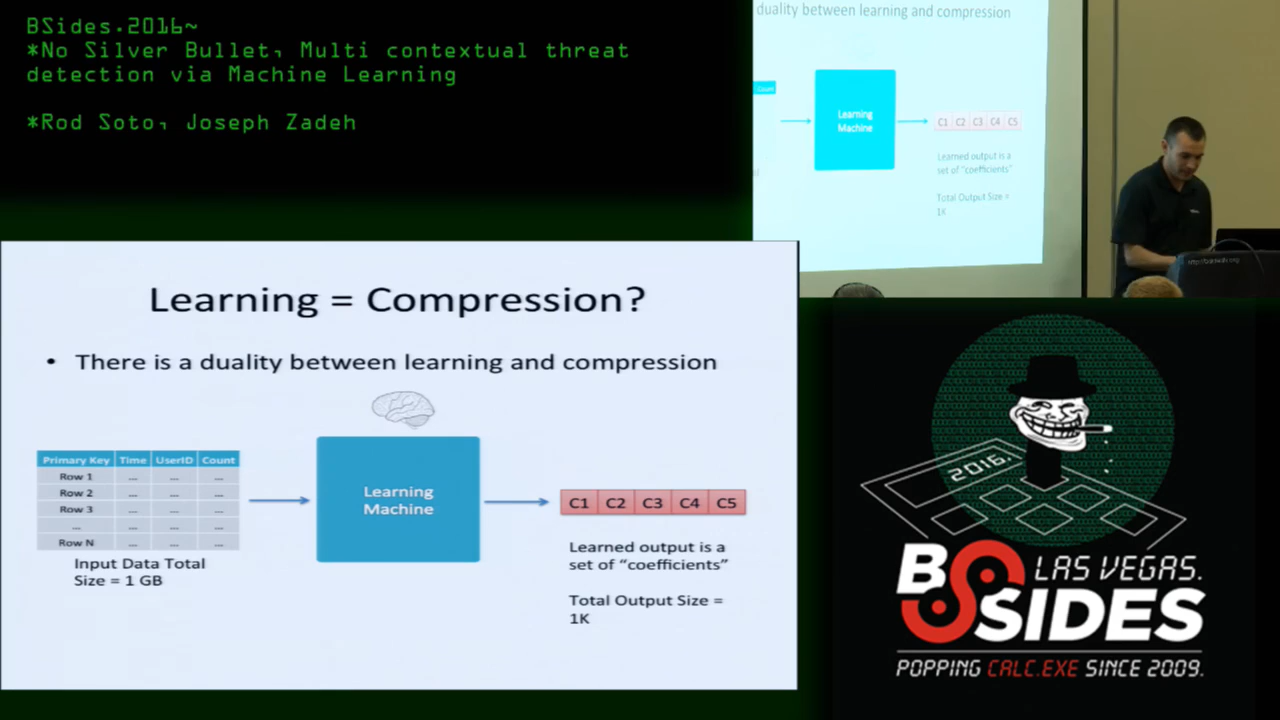 BSides.2016~
*No Silver Bullet, Multi contextual threat
detection via Machine Learning
*Rod Soto, Joseph Zadeh
duality between learning and compression
Count
Learning
Machine
C1 C2 C3 C4 C5
Learned output is a
set of “coefficients”
Total Output Size =
1K
Learning = Compression?
• There is a duality between learning and compression
Primary Key Time UserID Count
Row 1 .... .... ....
Row 2 .... .... ....
Row 3 .... .... ....
... .... .... ....
Row N .... .... ....
Input Data Total
Size = 1 GB
Learning
Machine
C1 C2 C3 C4 C5
Learned output is a
set of “coefficients”
Total Output Size =
1K
2016.
BSIDES
LAS VEGAS.
POPPING CALC.EXE SINCE 2009.